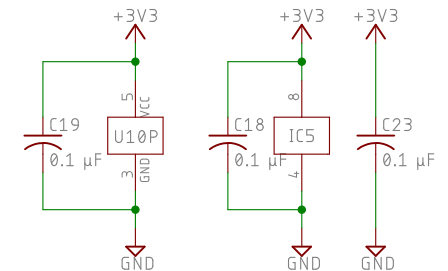 +3V3 +3V3 +3V3
5 VCC 8
C19 U10P C18 IC5 C23
0.1 µF 0.1 µF 0.1 µF
3 GND 4
GND GND GND